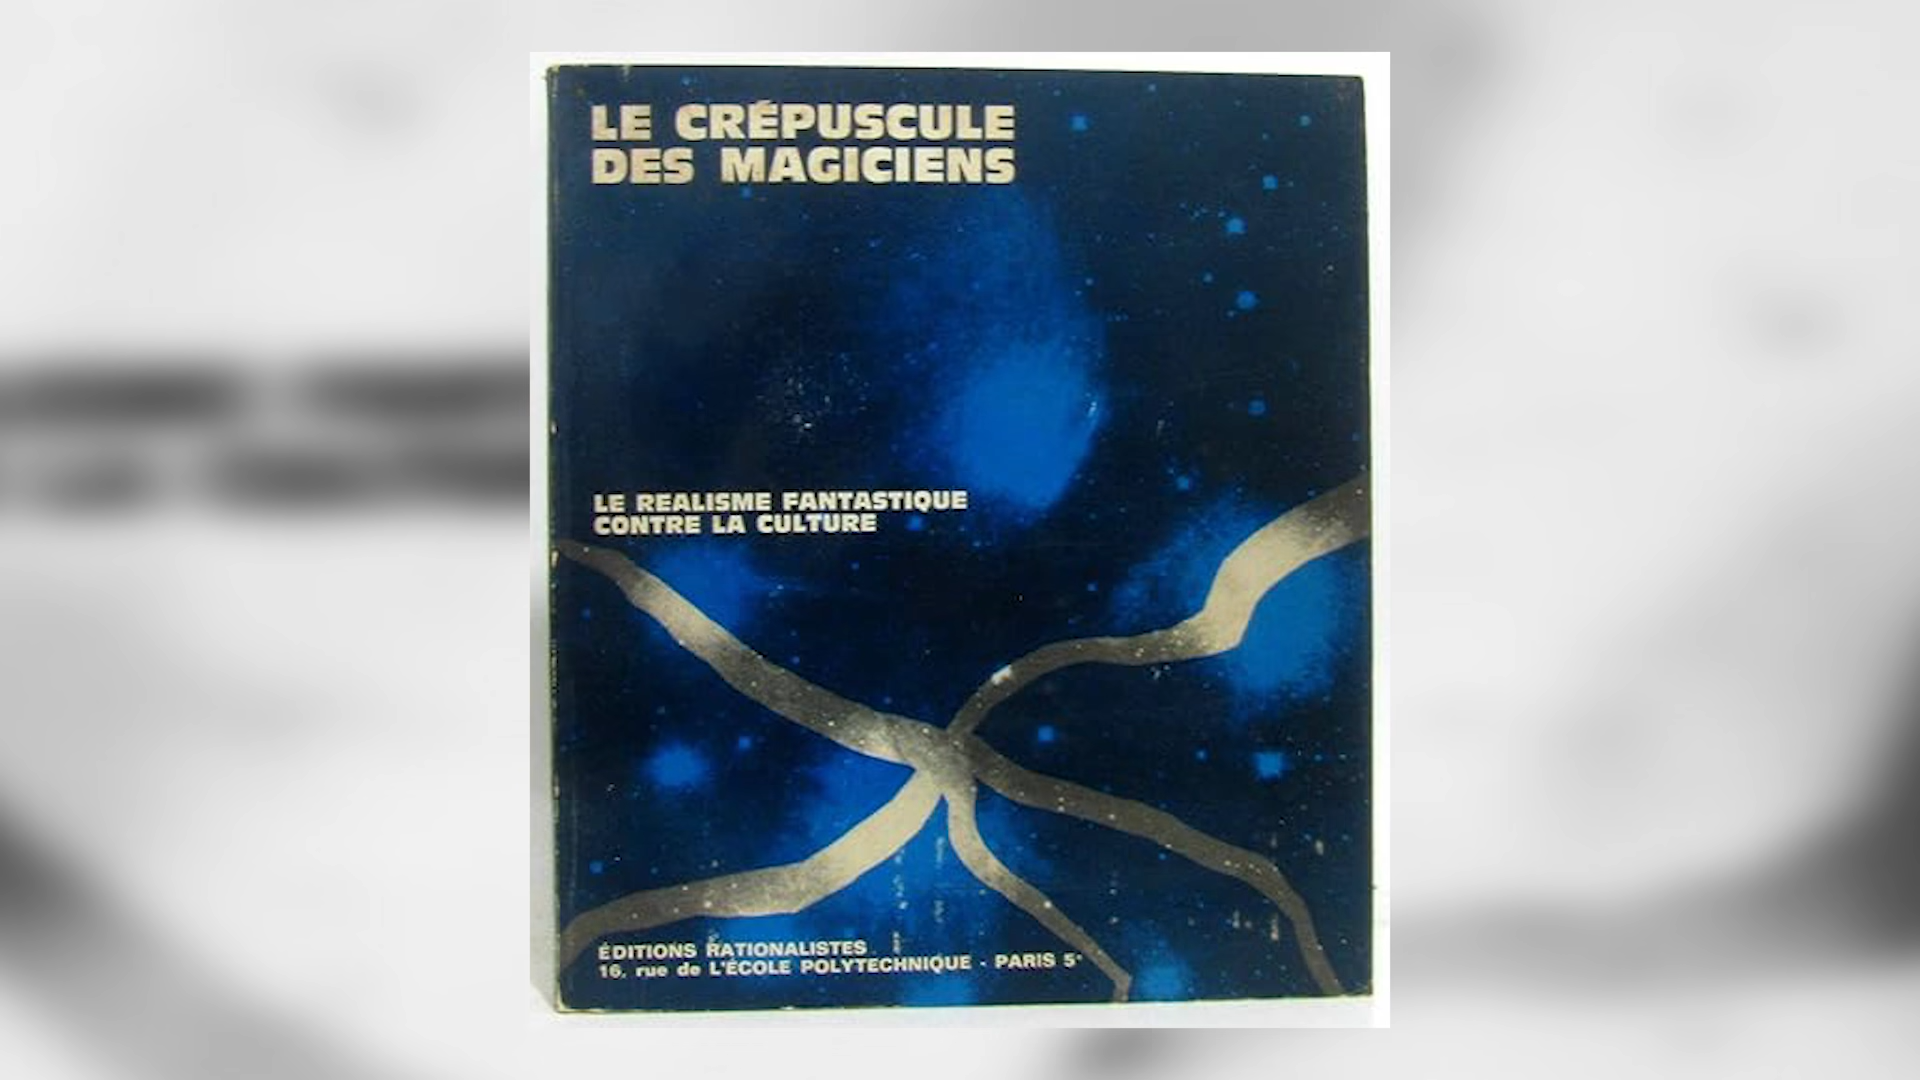 LE CRÉPUSCULE
DES MAGICIENS
LE REALISME FANTASTIQUE
CONTRE LA CULTURE
ÉDITIONS RATIONALISTES
16, rue de L'ÉCOLE POLYTECHNIQUE - PARIS 5e